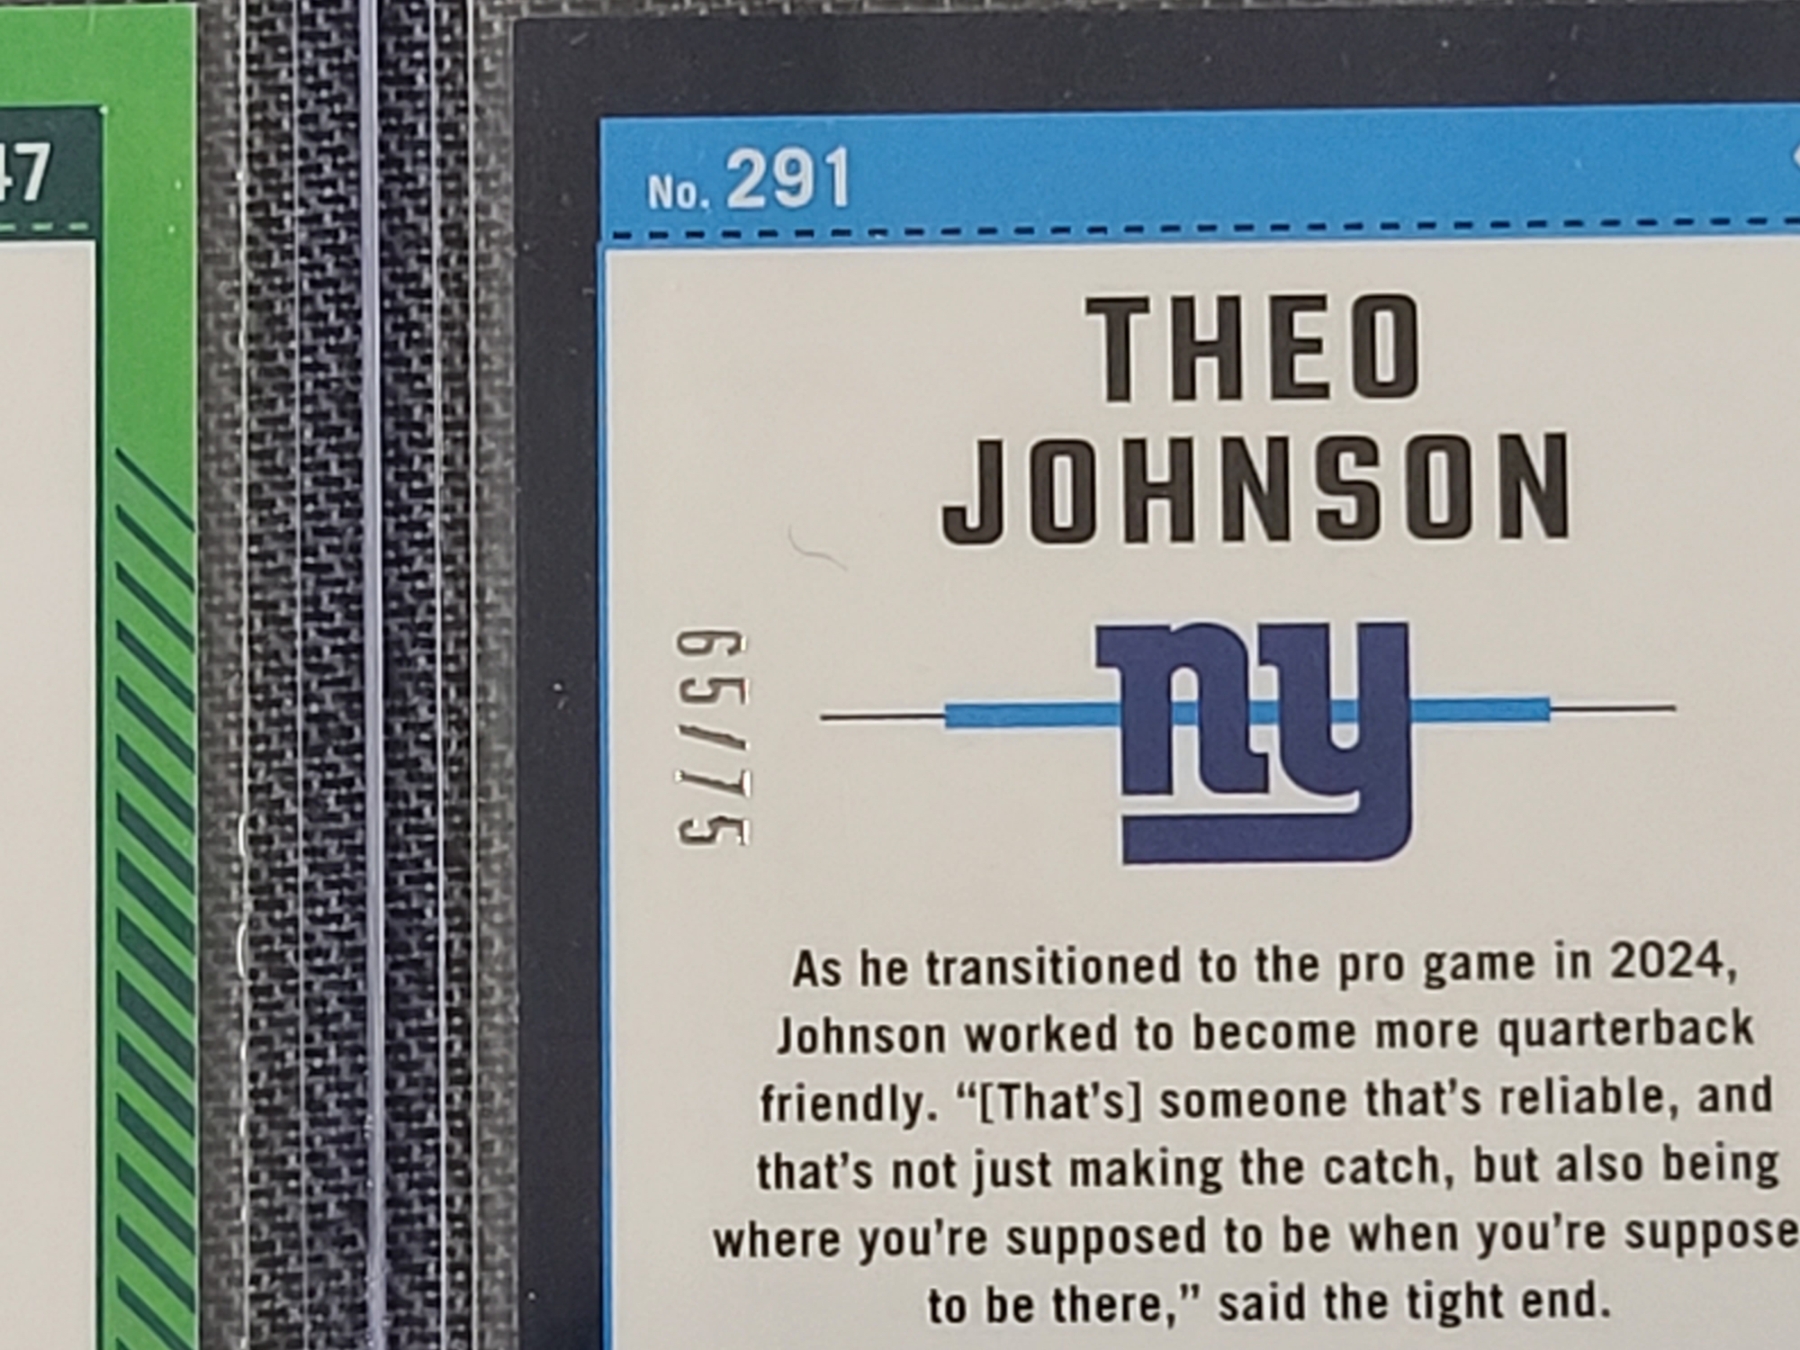 47
No. 291
THEO
JOHNSON
65/75
ny
As he transitioned to the pro game in 2024,
Johnson worked to become more quarterback
friendly. “[That’s] someone that’s reliable, and
that’s not just making the catch, but also being
where you’re supposed to be when you’re suppose
to be there,” said the tight end.